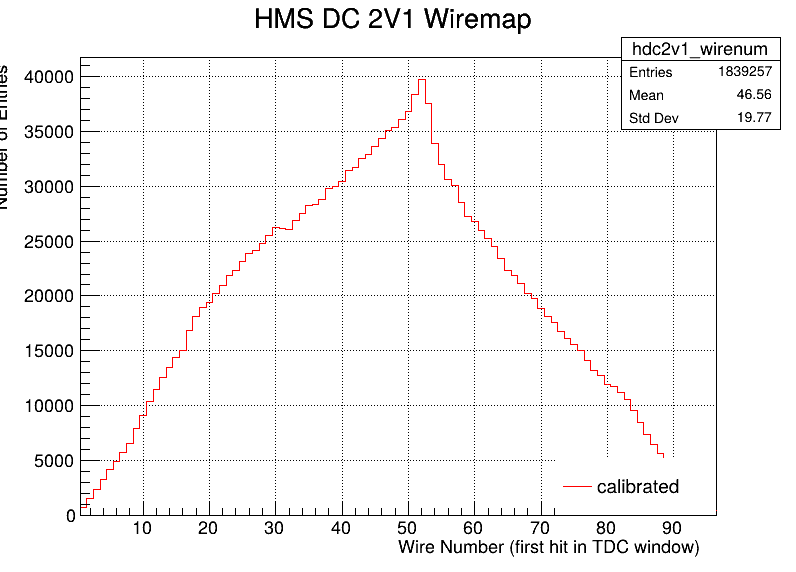 HMS DC 2V1 Wiremap
hdc2v1_wirenum
Entries 1839257
Mean 46.56
Std Dev 19.77
Number of Entries
40000
35000
30000
25000
20000
15000
10000
5000
0
10 20 30 40 50 60 70 80 90
calibrated
Wire Number (first hit in TDC window)